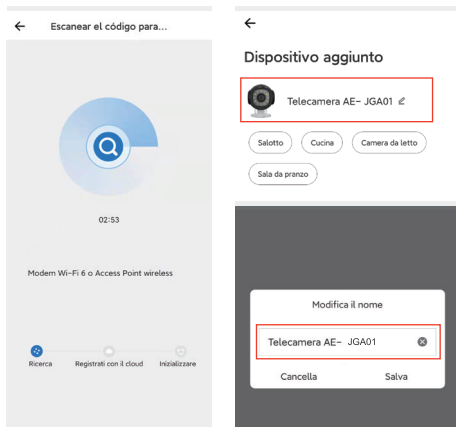 Escanear el código para...
02:53
Modem Wi-Fi 6 o Access Point wireless
Ricerca
Registrati con il cloud
Inizializzare
Dispositivo aggiunto
Telecamera AE- JGA01
Salotto
Cucina
Camera da letto
Sala da pranzo
Modifica il nome
Telecamera AE- JGA01
Cancella
Salva